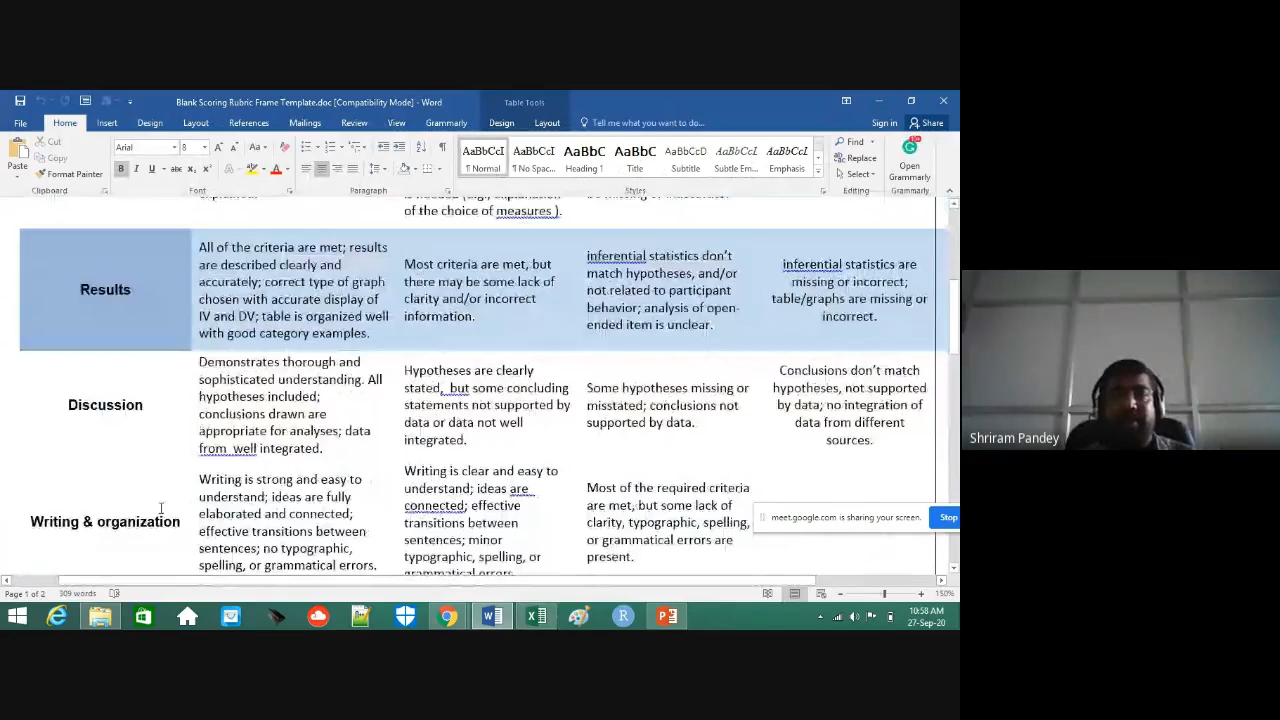 Blank Scoring Rubric Frame Template.doc [Compatibility Mode] - Word
Table Tools
File Home Insert Design Layout References Mailings Review View Grammarly Design Layout Tell me what you want to do... Sign in Share
Paste
Cut
Copy
Format Painter
Clipboard
Arial 8
Font
Paragraph
AaBbCcI AaBbCcI AaBbC AaBbC AaBbCcD AaBbCcI AaBbCcI
¶ Normal ¶ No Spac... Heading 1 Title Subtitle Subtle Em... Emphasis
Styles
Find
Replace
Select
Editing
Open
Grammarly
Grammarly
of the choice of measures ).
Results
All of the criteria are met; results
are described clearly and
accurately; correct type of graph
chosen with accurate display of
IV and DV; table is organized well
with good category examples.
Most criteria are met, but
there may be some lack of
clarity and/or incorrect
information.
inferential statistics don't
match hypotheses, and/or
not related to participant
behavior; analysis of open-
ended item is unclear.
inferential statistics are
missing or incorrect;
table/graphs are missing or
incorrect.
Discussion
Demonstrates thorough and
sophisticated understanding. All
hypotheses included;
conclusions drawn are
appropriate for analyses; data
from well integrated.
Hypotheses are clearly
stated, but some concluding
statements not supported by
data or data not well
integrated.
Some hypotheses missing or
misstated; conclusions not
supported by data.
Conclusions don't match
hypotheses, not supported
by data; no integration of
data from different
sources.
Writing & organization
Writing is strong and easy to
understand; ideas are fully
elaborated and connected;
effective transitions between
sentences; no typographic,
spelling, or grammatical errors.
Writing is clear and easy to
understand; ideas are
connected; effective
transitions between
sentences; minor
typographic, spelling, or
grammatical errors
Most of the required criteria
are met, but some lack of
clarity, typographic, spelling,
or grammatical errors are
present.
meet.google.com is sharing your screen. Stop
Page 1 of 2 309 words 150%
10:58 AM
27-Sep-20
Shriram Pandey